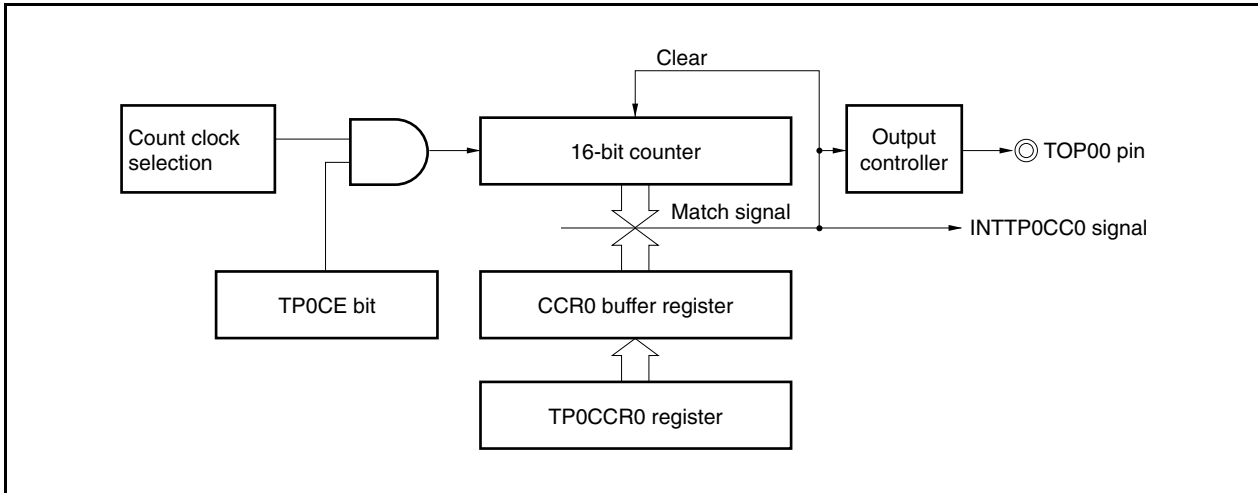 Clear
Count clock
selection
16-bit counter
Output
controller
TOP00 pin
Match signal
INTTP0CC0 signal
TP0CE bit
CCR0 buffer register
TP0CCR0 register